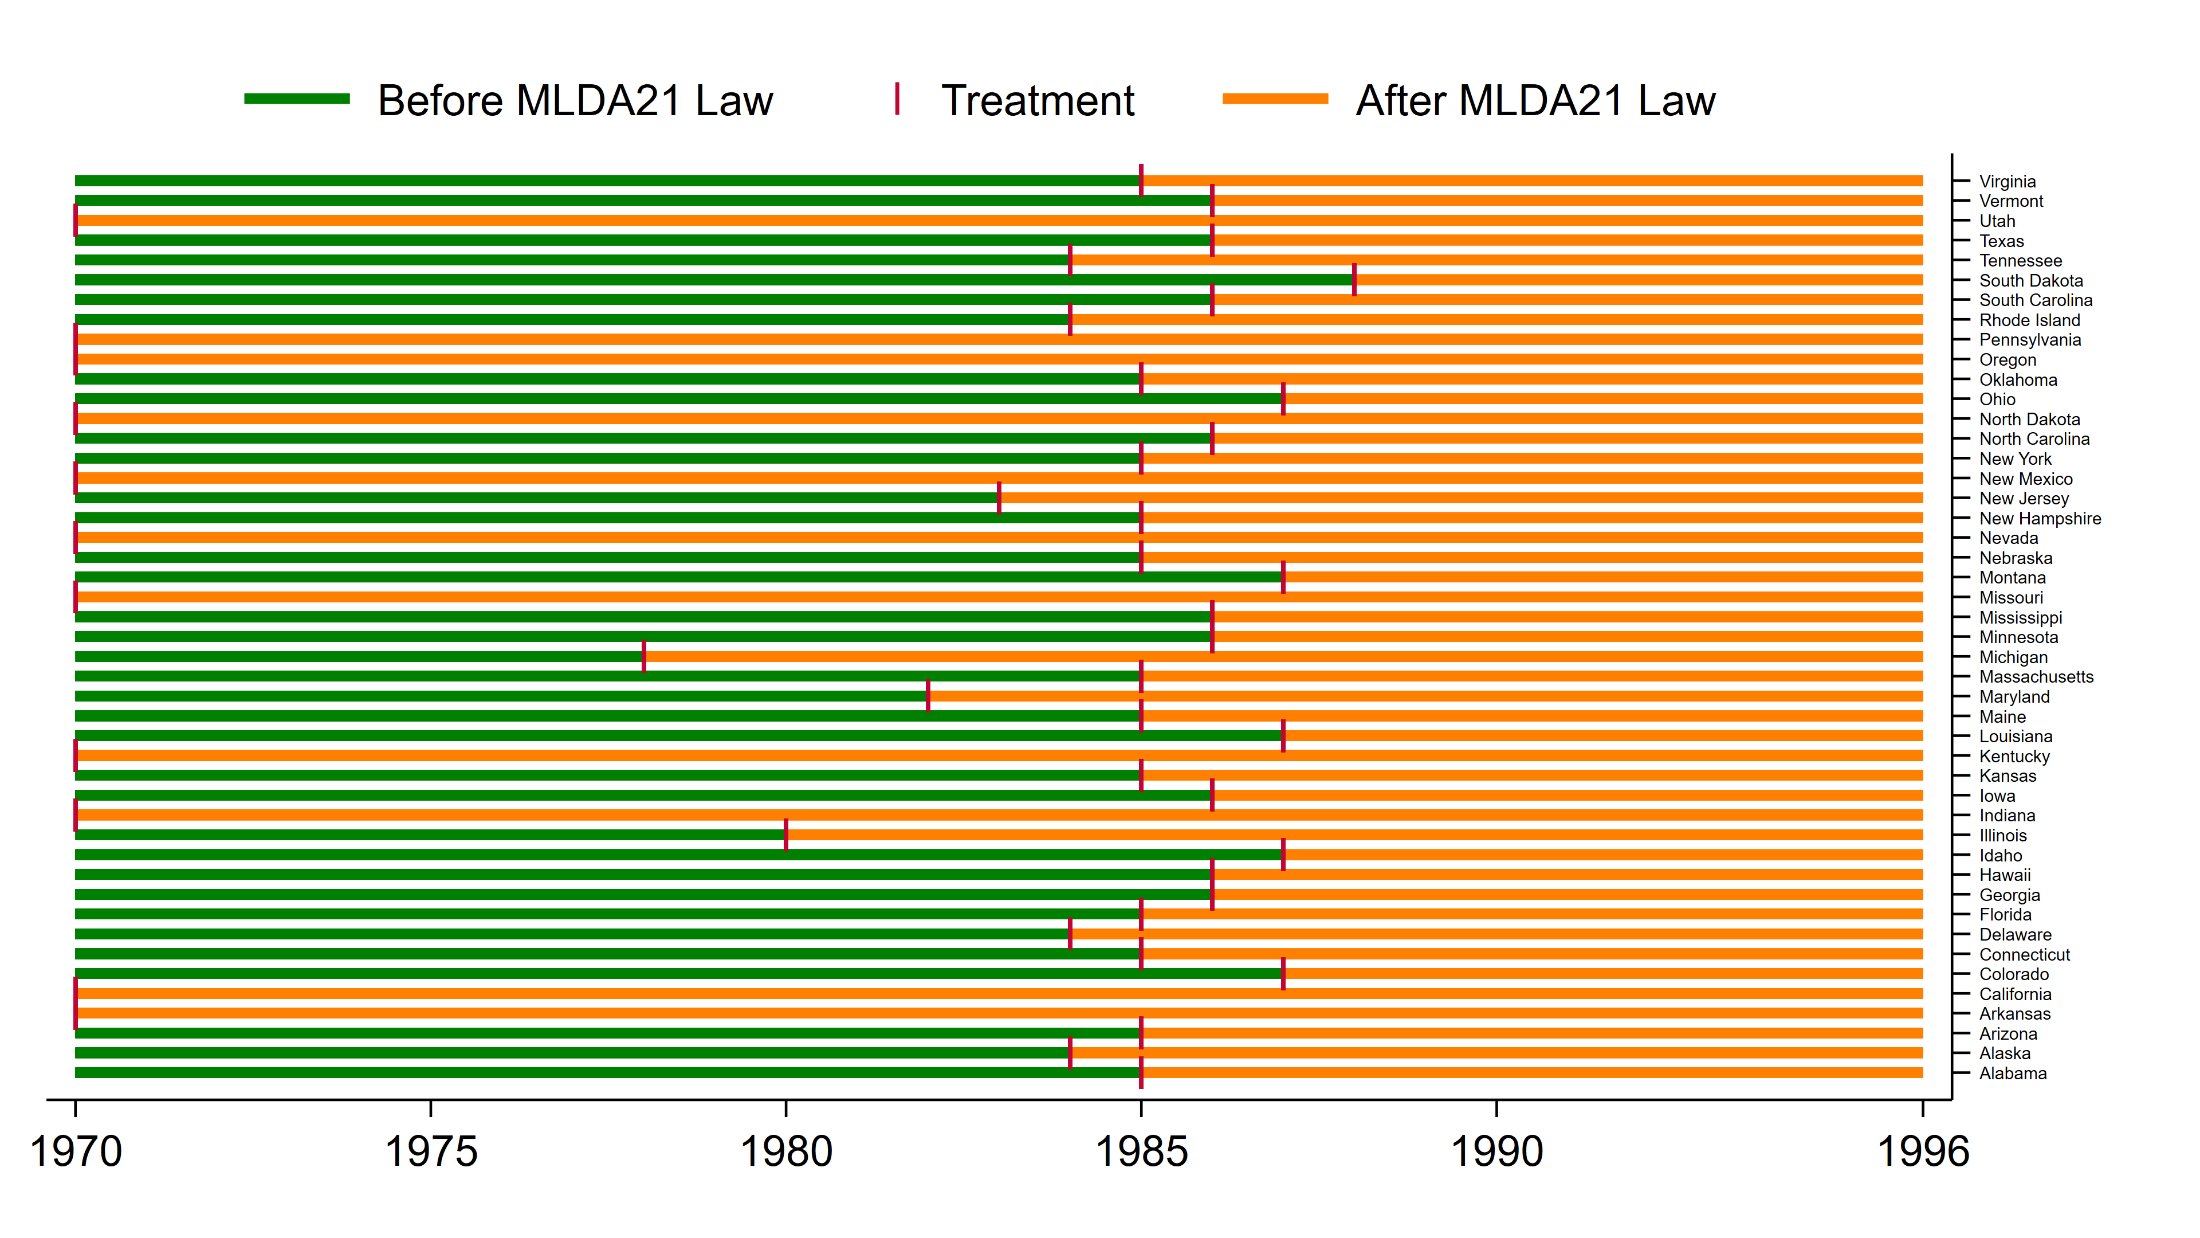 Before MLDA21 Law Treatment After MLDA21 Law
Virginia
Vermont
Utah
Texas
Tennessee
South Dakota
South Carolina
Rhode Island
Pennsylvania
Oregon
Oklahoma
Ohio
North Dakota
North Carolina
New York
New Mexico
New Jersey
New Hampshire
Nevada
Nebraska
Montana
Missouri
Mississippi
Minnesota
Michigan
Massachusetts
Maryland
Maine
Louisiana
Kentucky
Kansas
Iowa
Indiana
Illinois
Idaho
Hawaii
Georgia
Florida
Delaware
Connecticut
Colorado
California
Arkansas
Arizona
Alaska
Alabama
1970 1975 1980 1985 1990 1996